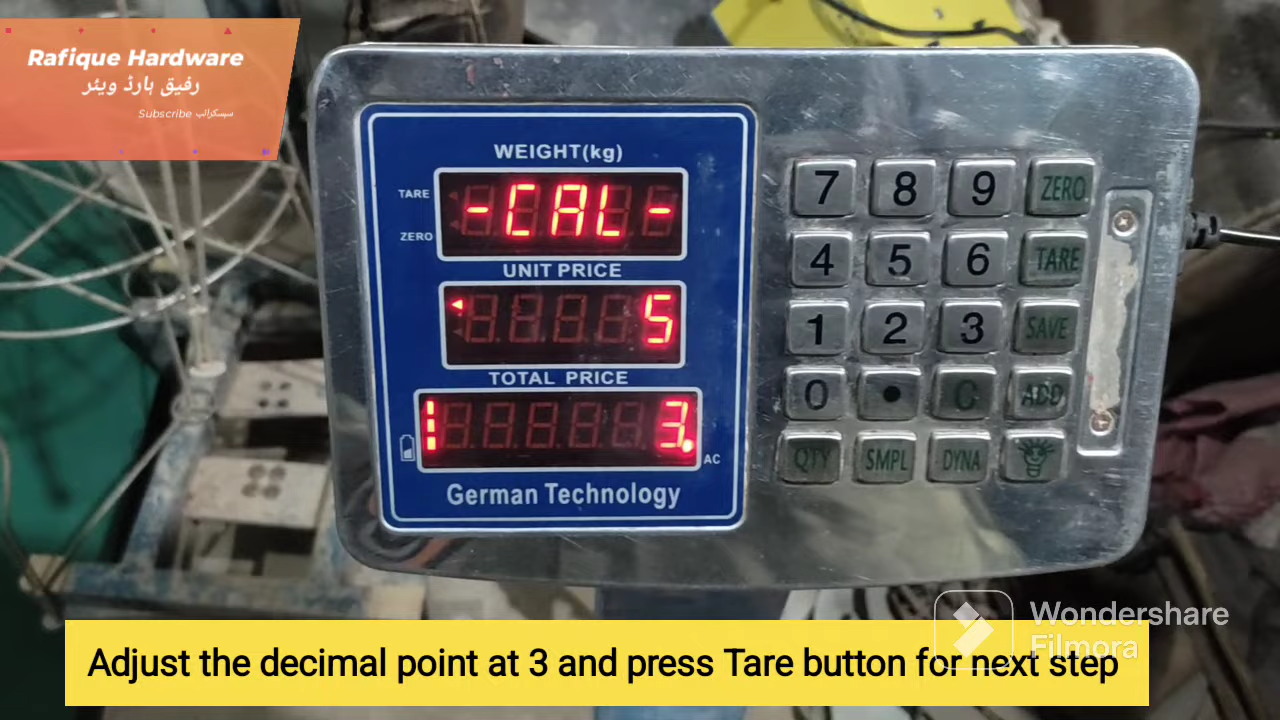 Rafique Hardware
رفیق ہارڈ ویئر
Subscribe سبسکرائب
WEIGHT(kg)
TARE
ZERO
-CAL-
UNIT PRICE
5
TOTAL PRICE
3.
AC
German Technology
7 8 9 ZERO
4 5 6 TARE
1 2 3 SAVE
0 • C ADD
QTY SMPL DYNA
Wondershare
Filmora
Adjust the decimal point at 3 and press Tare button for next step